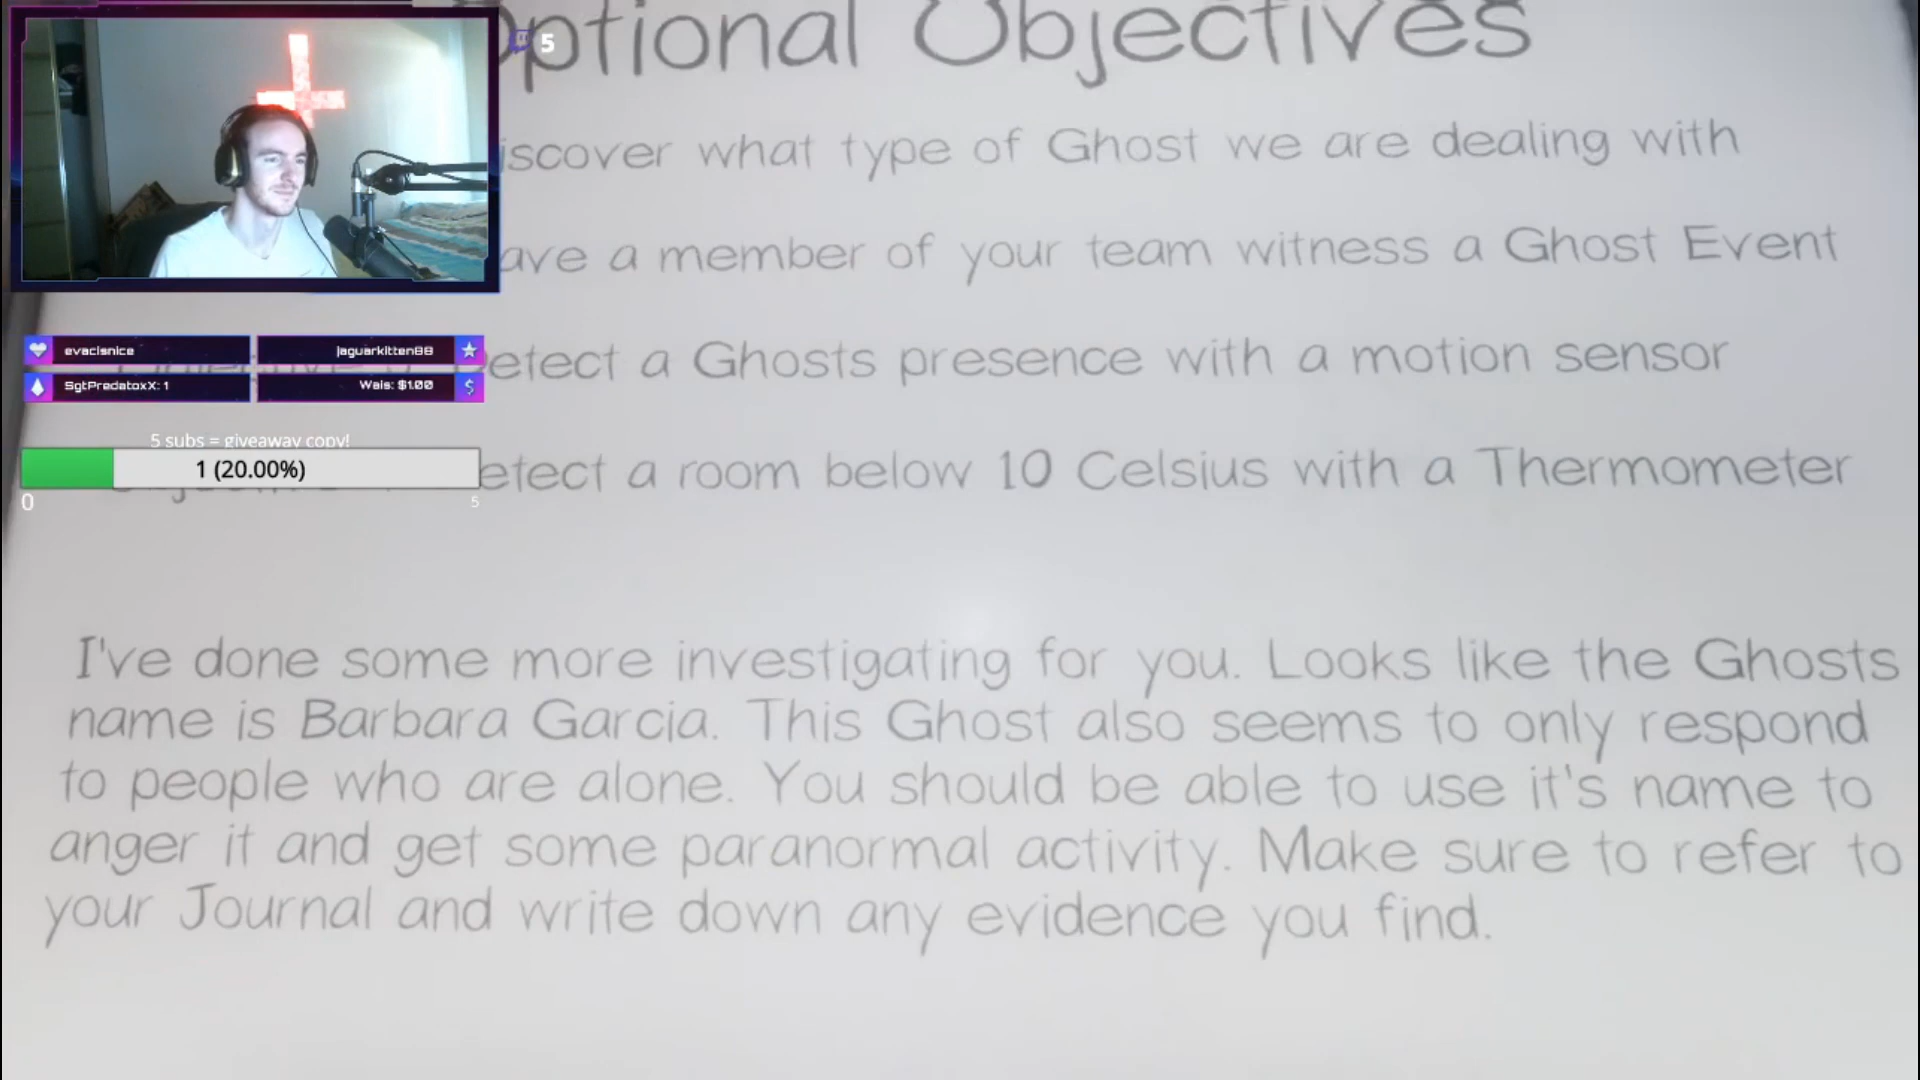 ptional Objectives
5
iscover what type of Ghost we are dealing with
ave a member of your team witness a Ghost Event
evacisnice
jaguarkitten88
etect a Ghosts presence with a motion sensor
SgtPredatoxX: 1
Wais: $1.00
5 subs = giveaway copy!
1 (20.00%)
etect a room below 10 Celsius with a Thermometer
0
5
I've done some more investigating for you. Looks like the Ghosts
name is Barbara Garcia. This Ghost also seems to only respond
to people who are alone. You should be able to use it's name to
anger it and get some paranormal activity. Make sure to refer to
your Journal and write down any evidence you find.